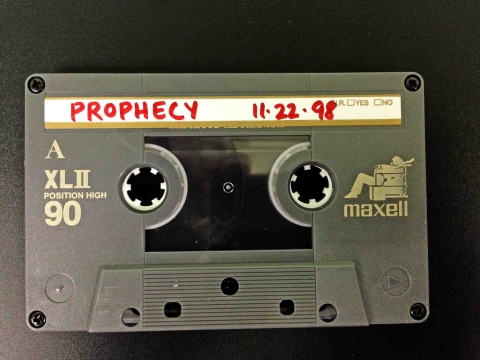 PROPHECY 11.22.98 N.R. ☐YES ☐NO
A
XLII
POSITION HIGH
90
maxell